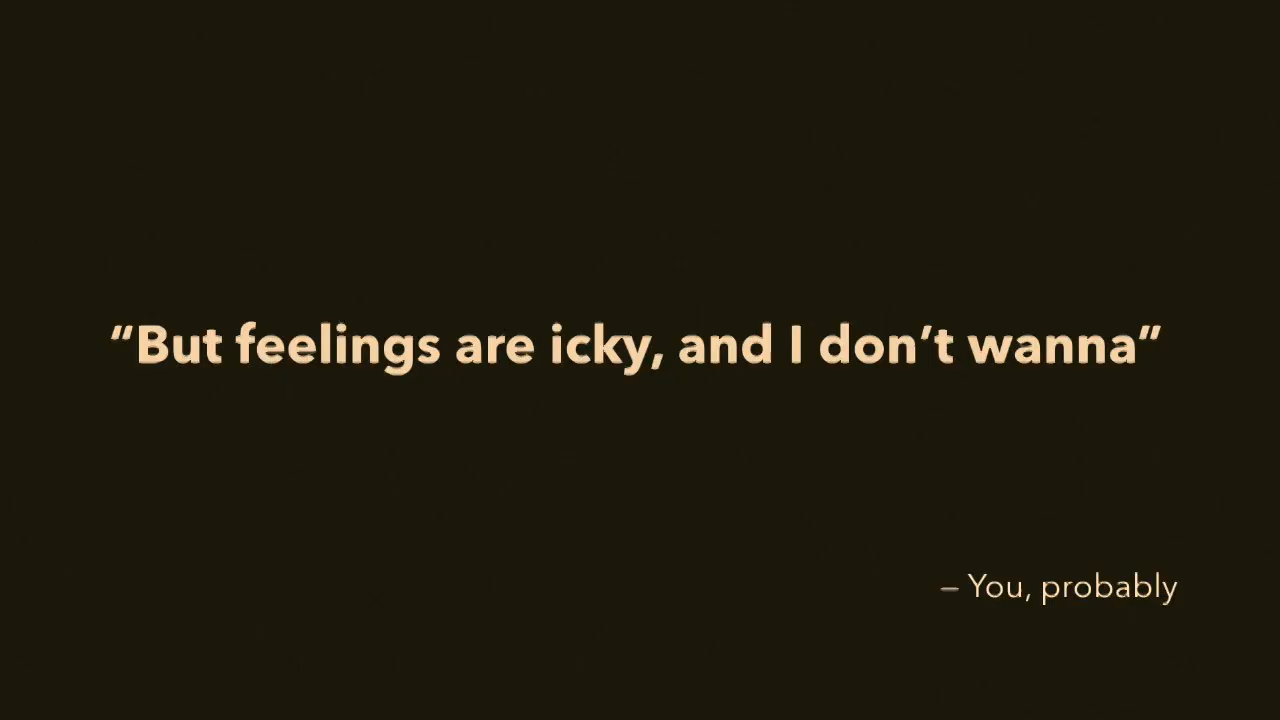 “But feelings are icky, and I don’t wanna”
– You, probably